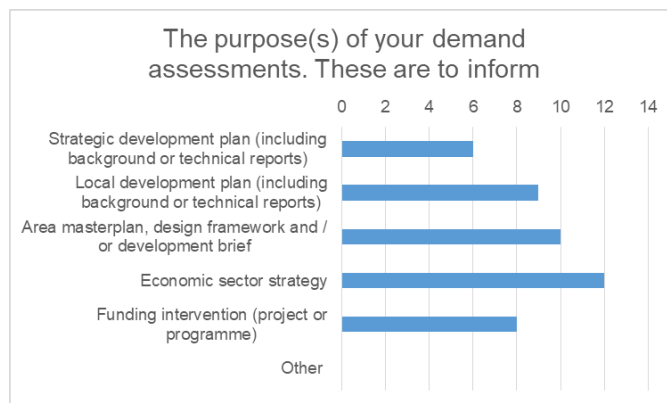 The purpose(s) of your demand
assessments. These are to inform
0 2 4 6 8 10 12 14
Strategic development plan (including
background or technical reports)
Local development plan (including
background or technical reports)
Area masterplan, design framework and /
or development brief
Economic sector strategy
Funding intervention (project or
programme)
Other